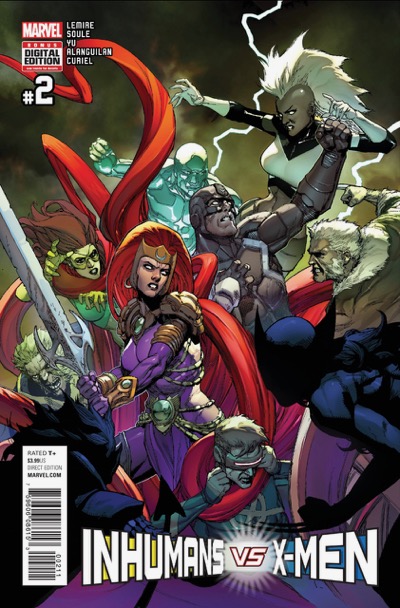 MARVEL
BONUS
DIGITAL EDITION
#2
LEMIRE
SOULE
YU
ALANGUILAN
CURIEL
RATED T+
$3.99US
DIRECT EDITION
MARVEL.COM
00211
INHUMANS VS X-MEN